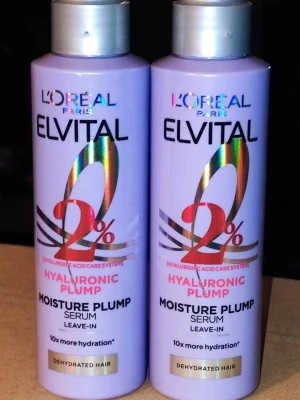 L'ORÉAL
PARIS
ELVITAL
2%
[HYALURONIC ACID CARE SYSTEM]
HYALURONIC
PLUMP
MOISTURE PLUMP
SERUM
LEAVE-IN
10x more hydration*
DEHYDRATED HAIR
L'ORÉAL
PARIS
ELVITAL
2%
[HYALURONIC ACID CARE SYSTEM]
HYALURONIC
PLUMP
MOISTURE PLUMP
SERUM
LEAVE-IN
10x more hydration*
DEHYDRATED HAIR